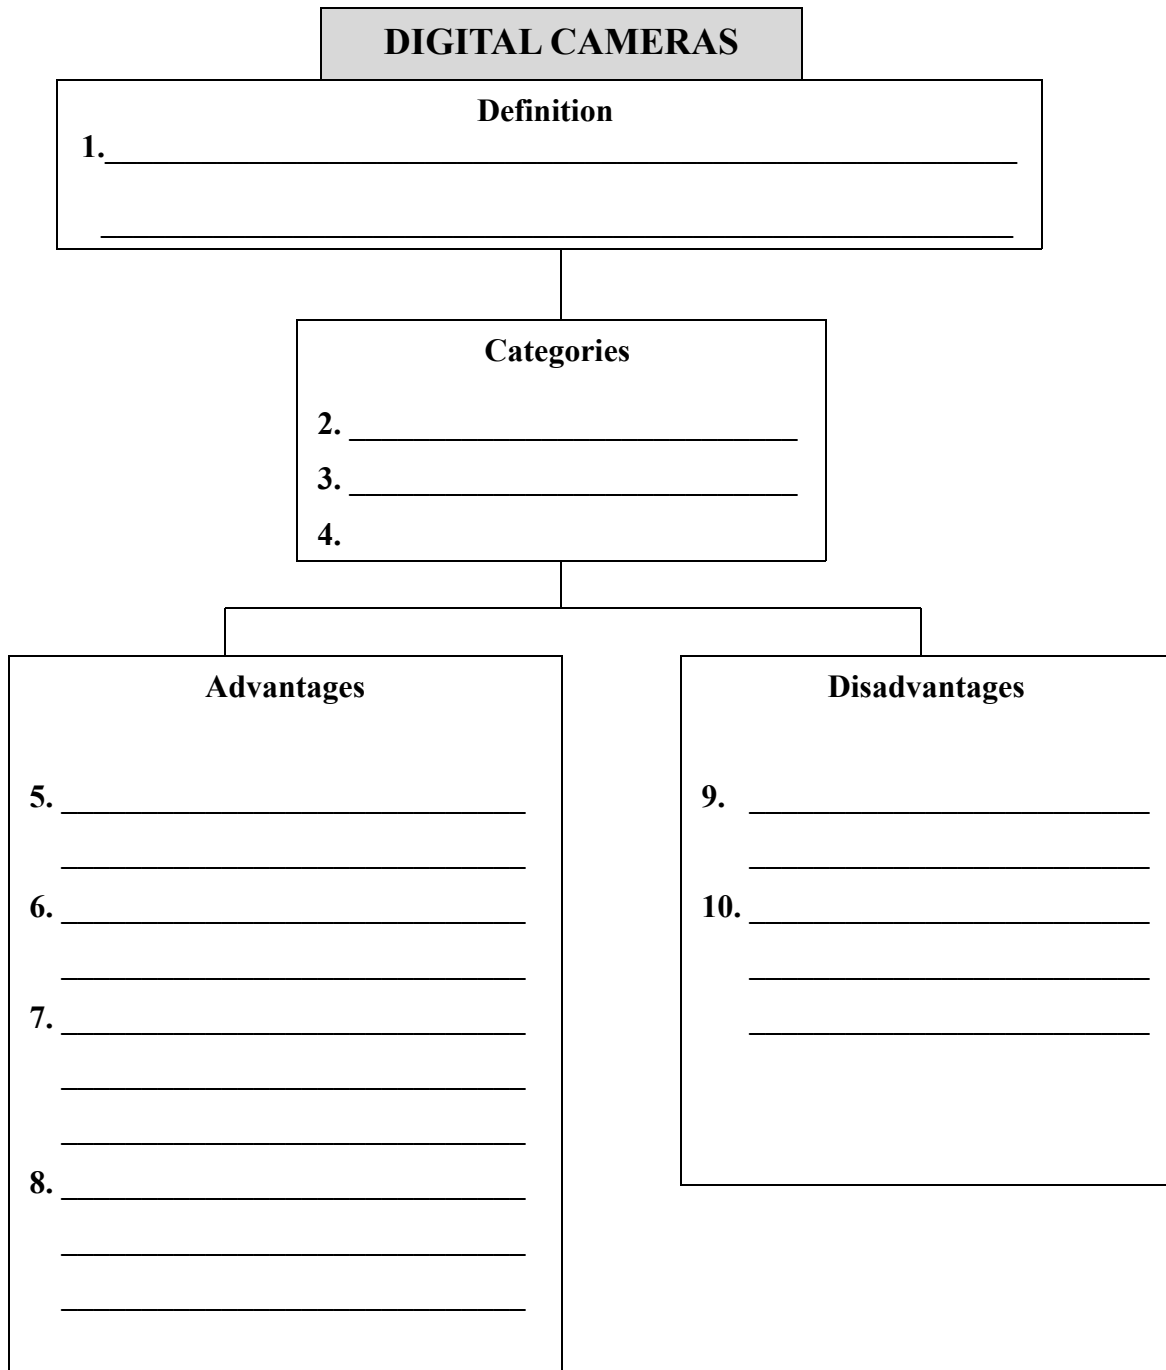 DIGITAL CAMERAS
Definition
1.
Categories
2.
3.
4.
Advantages
5.
6.
7.
8.
Disadvantages
9.
10.